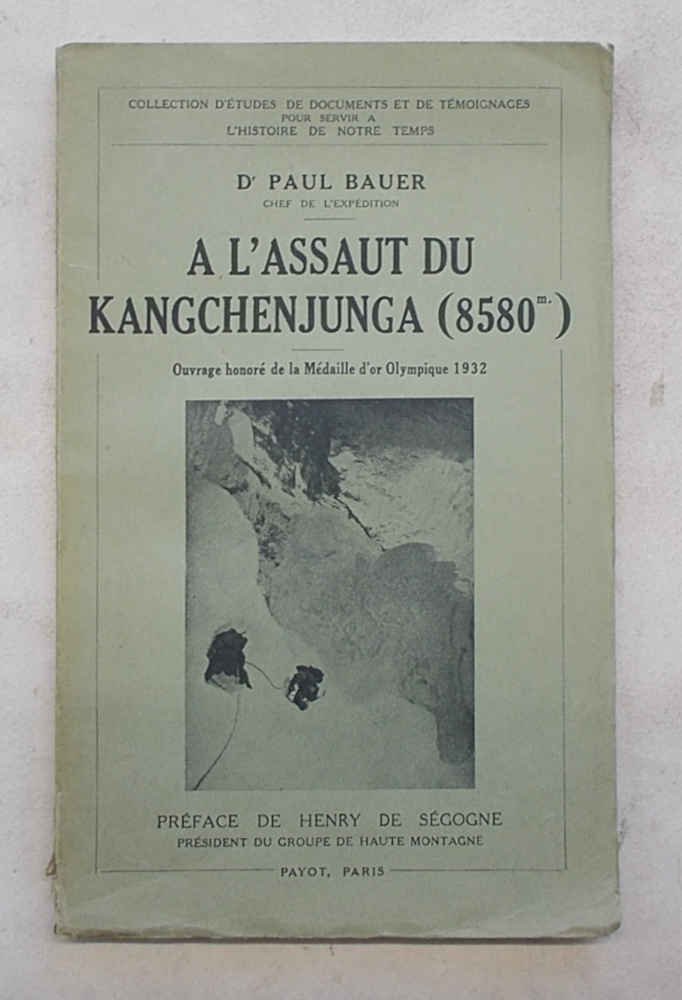 COLLECTION D'ÉTUDES DE DOCUMENTS ET DE TÉMOIGNAGES
POUR SERVIR A
L'HISTOIRE DE NOTRE TEMPS
Dr PAUL BAUER
CHEF DE L'EXPÉDITION
A L'ASSAUT DU
KANGCHENJUNGA (8580m.)
Ouvrage honoré de la Médaille d'or Olympique 1932
PRÉFACE DE HENRY DE SÉGOGNE
PRÉSIDENT DU GROUPE DE HAUTE MONTAGNE
PAYOT, PARIS